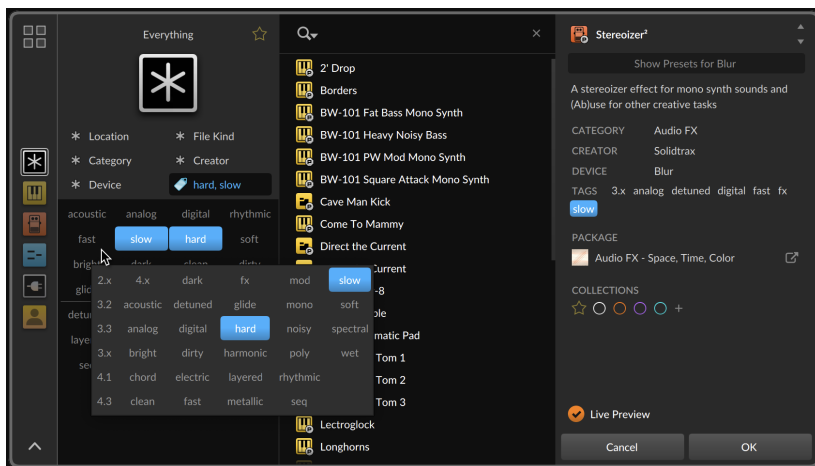 Everything
* Location
* File Kind
* Category
* Creator
* Device
hard, slow
acoustic analog digital rhythmic
fast slow hard soft
2.x 4.x dark fx mod slow
3.2 acoustic detuned glide mono soft
3.3 analog digital hard noisy spectral
3.x bright dirty harmonic poly wet
4.1 chord electric layered rhythmic
4.3 clean fast metallic seq
2' Drop
Borders
BW-101 Fat Bass Mono Synth
BW-101 Heavy Noisy Bass
BW-101 PW Mod Mono Synth
BW-101 Square Attack Mono Synth
Cave Man Kick
Come To Mammy
Direct the Current
Current
-8
ple
matic Pad
Tom 1
Tom 2
Tom 3
Lectroglock
Longhorns
Stereoizer²
Show Presets for Blur
A stereoizer effect for mono synth sounds and
(Ab)use for other creative
tasks
CATEGORY Audio FX
CREATOR Solidtrax
DEVICE Blur
TAGS 3.x analog detuned digital fast fx
slow
PACKAGE
Audio FX - Space, Time, Color
COLLECTIONS
Live Preview
Cancel
OK